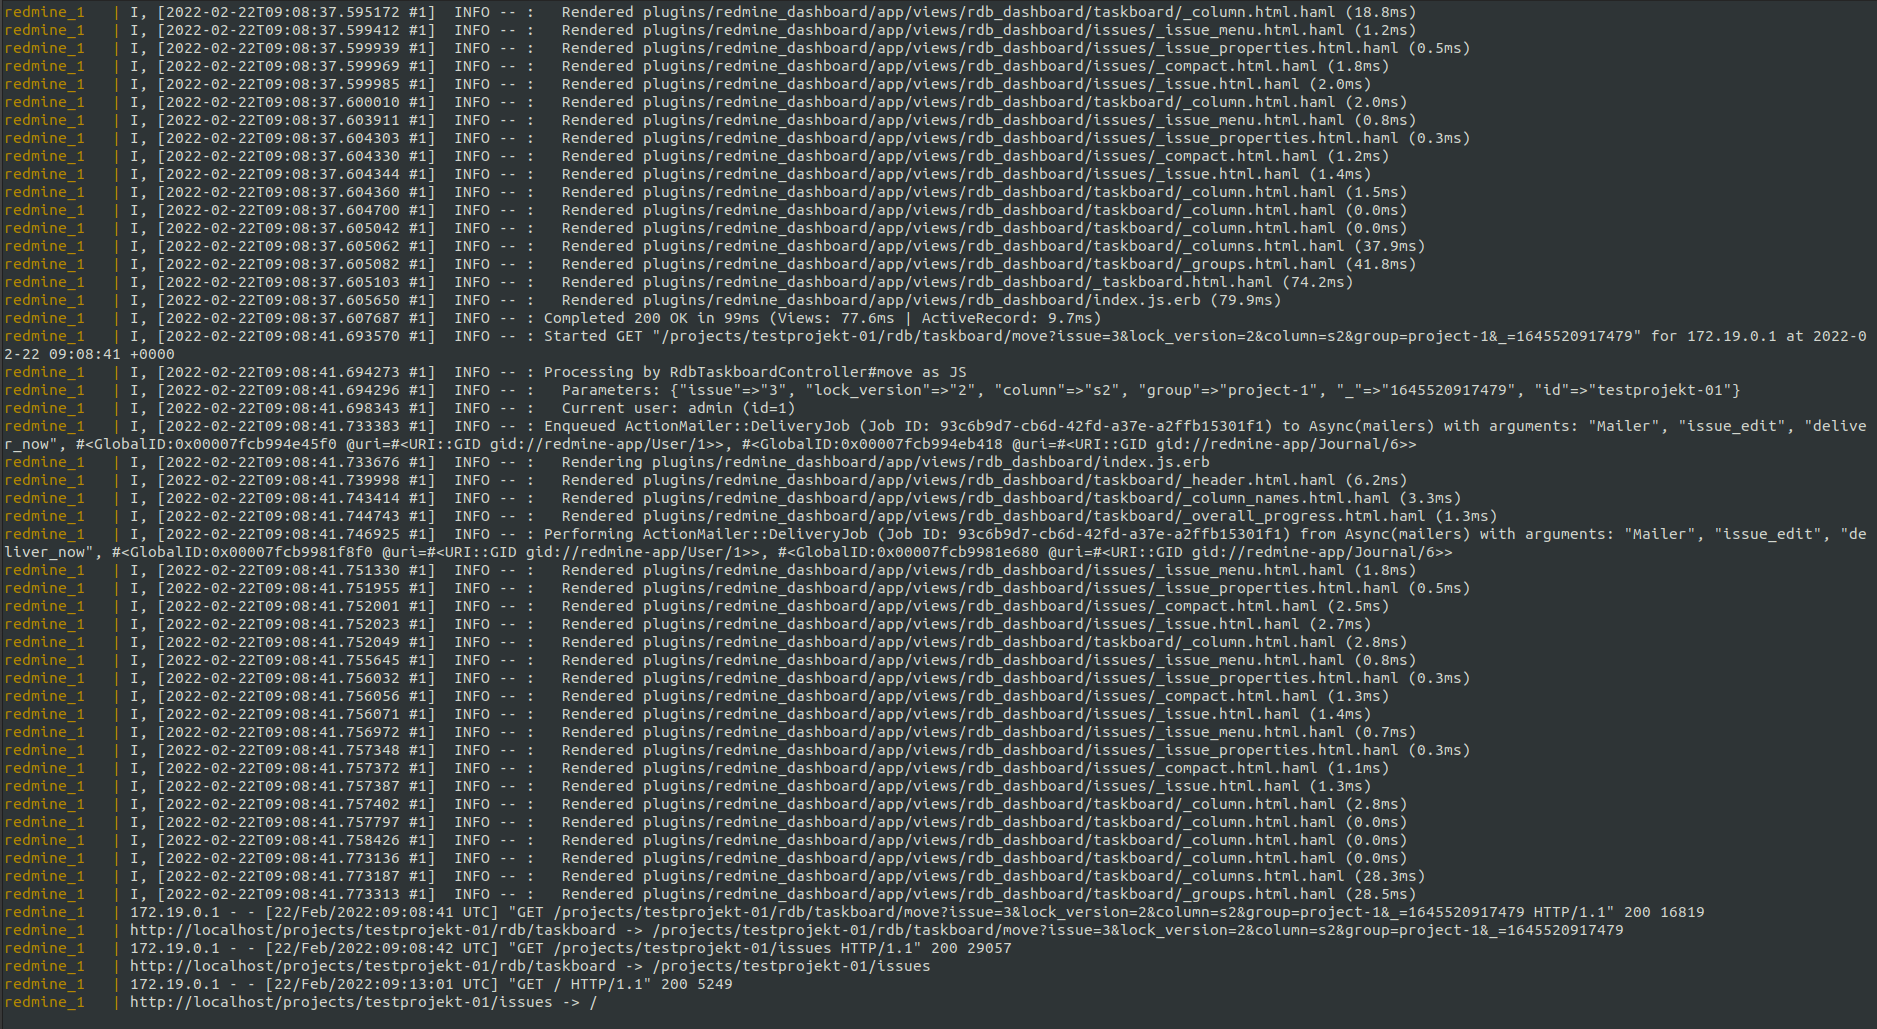 redmine_1   | I, [2022-02-22T09:08:37.595172 #1]  INFO -- :   Rendered plugins/redmine_dashboard/app/views/rdb_dashboard/taskboard/_column.html.haml (18.8ms)
redmine_1   | I, [2022-02-22T09:08:37.599412 #1]  INFO -- :   Rendered plugins/redmine_dashboard/app/views/rdb_dashboard/issues/_issue_menu.html.haml (1.2ms)
redmine_1   | I, [2022-02-22T09:08:37.599939 #1]  INFO -- :   Rendered plugins/redmine_dashboard/app/views/rdb_dashboard/issues/_issue_properties.html.haml (0.5ms)
redmine_1   | I, [2022-02-22T09:08:37.599969 #1]  INFO -- :   Rendered plugins/redmine_dashboard/app/views/rdb_dashboard/issues/_compact.html.haml (1.8ms)
redmine_1   | I, [2022-02-22T09:08:37.599985 #1]  INFO -- :   Rendered plugins/redmine_dashboard/app/views/rdb_dashboard/issues/_issue.html.haml (2.0ms)
redmine_1   | I, [2022-02-22T09:08:37.600010 #1]  INFO -- :   Rendered plugins/redmine_dashboard/app/views/rdb_dashboard/taskboard/_column.html.haml (2.0ms)
redmine_1   | I, [2022-02-22T09:08:37.603911 #1]  INFO -- :   Rendered plugins/redmine_dashboard/app/views/rdb_dashboard/issues/_issue_menu.html.haml (0.8ms)
redmine_1   | I, [2022-02-22T09:08:37.604303 #1]  INFO -- :   Rendered plugins/redmine_dashboard/app/views/rdb_dashboard/issues/_issue_properties.html.haml (0.3ms)
redmine_1   | I, [2022-02-22T09:08:37.604330 #1]  INFO -- :   Rendered plugins/redmine_dashboard/app/views/rdb_dashboard/issues/_compact.html.haml (1.2ms)
redmine_1   | I, [2022-02-22T09:08:37.604344 #1]  INFO -- :   Rendered plugins/redmine_dashboard/app/views/rdb_dashboard/issues/_issue.html.haml (1.4ms)
redmine_1   | I, [2022-02-22T09:08:37.604360 #1]  INFO -- :   Rendered plugins/redmine_dashboard/app/views/rdb_dashboard/taskboard/_column.html.haml (1.5ms)
redmine_1   | I, [2022-02-22T09:08:37.604700 #1]  INFO -- :   Rendered plugins/redmine_dashboard/app/views/rdb_dashboard/taskboard/_column.html.haml (0.0ms)
redmine_1   | I, [2022-02-22T09:08:37.605042 #1]  INFO -- :   Rendered plugins/redmine_dashboard/app/views/rdb_dashboard/taskboard/_column.html.haml (0.0ms)
redmine_1   | I, [2022-02-22T09:08:37.605062 #1]  INFO -- :   Rendered plugins/redmine_dashboard/app/views/rdb_dashboard/taskboard/_columns.html.haml (37.9ms)
redmine_1   | I, [2022-02-22T09:08:37.605082 #1]  INFO -- :   Rendered plugins/redmine_dashboard/app/views/rdb_dashboard/taskboard/_groups.html.haml (41.8ms)
redmine_1   | I, [2022-02-22T09:08:37.605103 #1]  INFO -- :   Rendered plugins/redmine_dashboard/app/views/rdb_dashboard/_taskboard.html.haml (74.2ms)
redmine_1   | I, [2022-02-22T09:08:37.605650 #1]  INFO -- :   Rendered plugins/redmine_dashboard/app/views/rdb_dashboard/index.js.erb (79.9ms)
redmine_1   | I, [2022-02-22T09:08:37.607687 #1]  INFO -- : Completed 200 OK in 99ms (Views: 77.6ms | ActiveRecord: 9.7ms)
redmine_1   | I, [2022-02-22T09:08:41.693570 #1]  INFO -- : Started GET "/projects/testprojekt-01/rdb/taskboard/move?issue=3&lock_version=2&column=s2&group=project-1&_=1645520917479" for 172.19.0.1 at 2022-0
2-22 09:08:41 +0000
redmine_1   | I, [2022-02-22T09:08:41.694273 #1]  INFO -- : Processing by RdbTaskboardController#move as JS
redmine_1   | I, [2022-02-22T09:08:41.694296 #1]  INFO -- :   Parameters: {"issue"=>"3", "lock_version"=>"2", "column"=>"s2", "group"=>"project-1", "_"=>"1645520917479", "id"=>"testprojekt-01"}
redmine_1   | I, [2022-02-22T09:08:41.698343 #1]  INFO -- :   Current user: admin (id=1)
redmine_1   | I, [2022-02-22T09:08:41.733383 #1]  INFO -- : Enqueued ActionMailer::DeliveryJob (Job ID: 93c6b9d7-cb6d-42fd-a37e-a2ffb15301f1) to Async(mailers) with arguments: "Mailer", "issue_edit", "delive
r_now", #<GlobalID:0x00007fcb994e45f0 @uri=#<URI::GID gid://redmine-app/User/1>>, #<GlobalID:0x00007fcb994eb418 @uri=#<URI::GID gid://redmine-app/Journal/6>>
redmine_1   | I, [2022-02-22T09:08:41.733676 #1]  INFO -- :   Rendering plugins/redmine_dashboard/app/views/rdb_dashboard/index.js.erb
redmine_1   | I, [2022-02-22T09:08:41.739998 #1]  INFO -- :   Rendered plugins/redmine_dashboard/app/views/rdb_dashboard/taskboard/_header.html.haml (6.2ms)
redmine_1   | I, [2022-02-22T09:08:41.743414 #1]  INFO -- :   Rendered plugins/redmine_dashboard/app/views/rdb_dashboard/taskboard/_column_names.html.haml (3.3ms)
redmine_1   | I, [2022-02-22T09:08:41.744743 #1]  INFO -- :   Rendered plugins/redmine_dashboard/app/views/rdb_dashboard/taskboard/_overall_progress.html.haml (1.3ms)
redmine_1   | I, [2022-02-22T09:08:41.746925 #1]  INFO -- : Performing ActionMailer::DeliveryJob (Job ID: 93c6b9d7-cb6d-42fd-a37e-a2ffb15301f1) from Async(mailers) with arguments: "Mailer", "issue_edit", "de
liver_now", #<GlobalID:0x00007fcb9981f8f0 @uri=#<URI::GID gid://redmine-app/User/1>>, #<GlobalID:0x00007fcb9981e680 @uri=#<URI::GID gid://redmine-app/Journal/6>>
redmine_1   | I, [2022-02-22T09:08:41.751330 #1]  INFO -- :   Rendered plugins/redmine_dashboard/app/views/rdb_dashboard/issues/_issue_menu.html.haml (1.8ms)
redmine_1   | I, [2022-02-22T09:08:41.751955 #1]  INFO -- :   Rendered plugins/redmine_dashboard/app/views/rdb_dashboard/issues/_issue_properties.html.haml (0.5ms)
redmine_1   | I, [2022-02-22T09:08:41.752001 #1]  INFO -- :   Rendered plugins/redmine_dashboard/app/views/rdb_dashboard/issues/_compact.html.haml (2.5ms)
redmine_1   | I, [2022-02-22T09:08:41.752023 #1]  INFO -- :   Rendered plugins/redmine_dashboard/app/views/rdb_dashboard/issues/_issue.html.haml (2.7ms)
redmine_1   | I, [2022-02-22T09:08:41.752049 #1]  INFO -- :   Rendered plugins/redmine_dashboard/app/views/rdb_dashboard/taskboard/_column.html.haml (2.8ms)
redmine_1   | I, [2022-02-22T09:08:41.755645 #1]  INFO -- :   Rendered plugins/redmine_dashboard/app/views/rdb_dashboard/issues/_issue_menu.html.haml (0.8ms)
redmine_1   | I, [2022-02-22T09:08:41.756032 #1]  INFO -- :   Rendered plugins/redmine_dashboard/app/views/rdb_dashboard/issues/_issue_properties.html.haml (0.3ms)
redmine_1   | I, [2022-02-22T09:08:41.756056 #1]  INFO -- :   Rendered plugins/redmine_dashboard/app/views/rdb_dashboard/issues/_compact.html.haml (1.3ms)
redmine_1   | I, [2022-02-22T09:08:41.756071 #1]  INFO -- :   Rendered plugins/redmine_dashboard/app/views/rdb_dashboard/issues/_issue.html.haml (1.4ms)
redmine_1   | I, [2022-02-22T09:08:41.756972 #1]  INFO -- :   Rendered plugins/redmine_dashboard/app/views/rdb_dashboard/issues/_issue_menu.html.haml (0.7ms)
redmine_1   | I, [2022-02-22T09:08:41.757348 #1]  INFO -- :   Rendered plugins/redmine_dashboard/app/views/rdb_dashboard/issues/_issue_properties.html.haml (0.3ms)
redmine_1   | I, [2022-02-22T09:08:41.757372 #1]  INFO -- :   Rendered plugins/redmine_dashboard/app/views/rdb_dashboard/issues/_compact.html.haml (1.1ms)
redmine_1   | I, [2022-02-22T09:08:41.757387 #1]  INFO -- :   Rendered plugins/redmine_dashboard/app/views/rdb_dashboard/issues/_issue.html.haml (1.3ms)
redmine_1   | I, [2022-02-22T09:08:41.757402 #1]  INFO -- :   Rendered plugins/redmine_dashboard/app/views/rdb_dashboard/taskboard/_column.html.haml (2.8ms)
redmine_1   | I, [2022-02-22T09:08:41.757797 #1]  INFO -- :   Rendered plugins/redmine_dashboard/app/views/rdb_dashboard/taskboard/_column.html.haml (0.0ms)
redmine_1   | I, [2022-02-22T09:08:41.758426 #1]  INFO -- :   Rendered plugins/redmine_dashboard/app/views/rdb_dashboard/taskboard/_column.html.haml (0.0ms)
redmine_1   | I, [2022-02-22T09:08:41.773136 #1]  INFO -- :   Rendered plugins/redmine_dashboard/app/views/rdb_dashboard/taskboard/_column.html.haml (0.0ms)
redmine_1   | I, [2022-02-22T09:08:41.773187 #1]  INFO -- :   Rendered plugins/redmine_dashboard/app/views/rdb_dashboard/taskboard/_columns.html.haml (28.3ms)
redmine_1   | I, [2022-02-22T09:08:41.773313 #1]  INFO -- :   Rendered plugins/redmine_dashboard/app/views/rdb_dashboard/taskboard/_groups.html.haml (28.5ms)
redmine_1   | 172.19.0.1 - - [22/Feb/2022:09:08:41 UTC] "GET /projects/testprojekt-01/rdb/taskboard/move?issue=3&lock_version=2&column=s2&group=project-1&_=1645520917479 HTTP/1.1" 200 16819
redmine_1   | http://localhost/projects/testprojekt-01/rdb/taskboard -> /projects/testprojekt-01/rdb/taskboard/move?issue=3&lock_version=2&column=s2&group=project-1&_=1645520917479
redmine_1   | 172.19.0.1 - - [22/Feb/2022:09:08:42 UTC] "GET /projects/testprojekt-01/issues HTTP/1.1" 200 29057
redmine_1   | http://localhost/projects/testprojekt-01/rdb/taskboard -> /projects/testprojekt-01/issues
redmine_1   | 172.19.0.1 - - [22/Feb/2022:09:13:01 UTC] "GET / HTTP/1.1" 200 5249
redmine_1   | http://localhost/projects/testprojekt-01/issues -> /